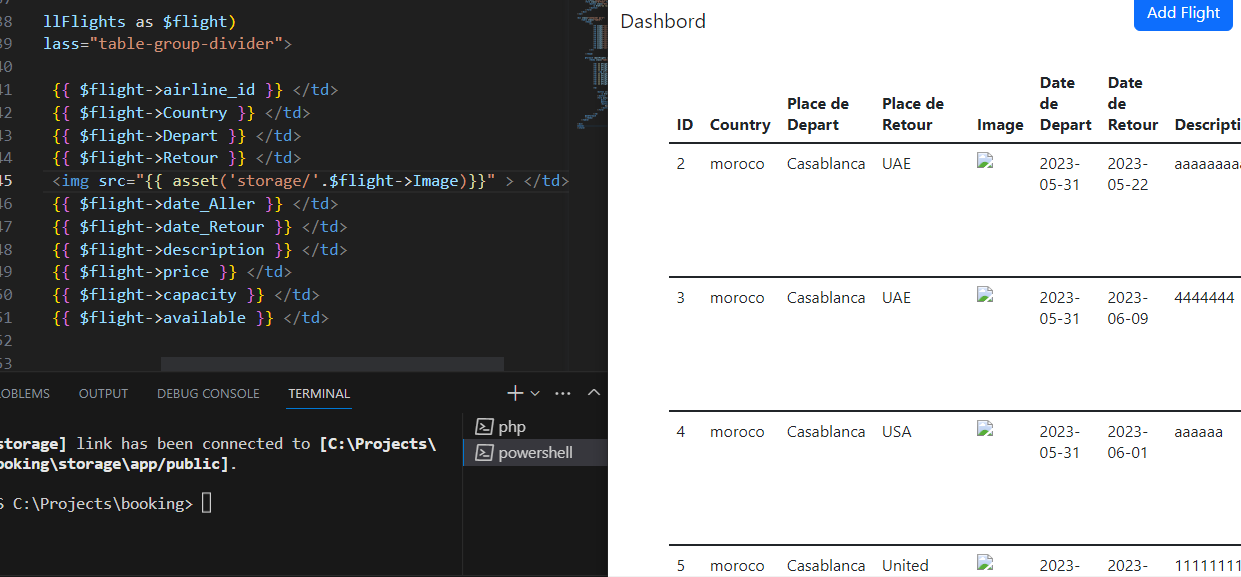 38 llFlights as $flight)
39 lass="table-group-divider">
40
41 {{ $flight->airline_id }} </td>
42 {{ $flight->Country }} </td>
43 {{ $flight->Depart }} </td>
44 {{ $flight->Retour }} </td>
45 <img src="{{ asset('storage/'.$flight->Image)}}" > </td>
46 {{ $flight->date_Aller }} </td>
47 {{ $flight->date_Retour }} </td>
48 {{ $flight->description }} </td>
49 {{ $flight->price }} </td>
50 {{ $flight->capacity }} </td>
51 {{ $flight->available }} </td>
52
53
OBLEMS OUTPUT DEBUG CONSOLE TERMINAL
storage] link has been connected to [C:\Projects\
ooking\storage\app/public].
S C:\Projects\booking>
php
powershell
Dashbord
Add Flight
ID Country Place de Depart Place de Retour Image Date de Depart Date de Retour Descripti
2 moroco Casablanca UAE 2023-05-31 2023-05-22 aaaaaaaaa
3 moroco Casablanca UAE 2023-05-31 2023-06-09 4444444
4 moroco Casablanca USA 2023-05-31 2023-06-01 aaaaaa
5 moroco Casablanca United 2023- 2023- 11111111